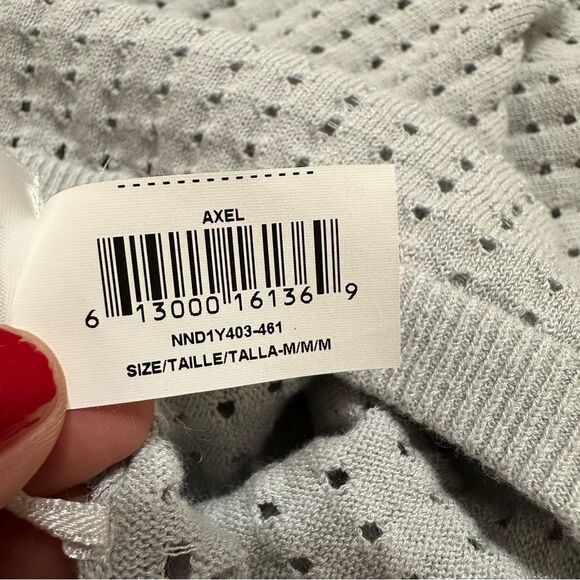 AXEL
6 13000 16136 9
NND1Y403-461
SIZE/TAILLE/TALLA-M/M/M